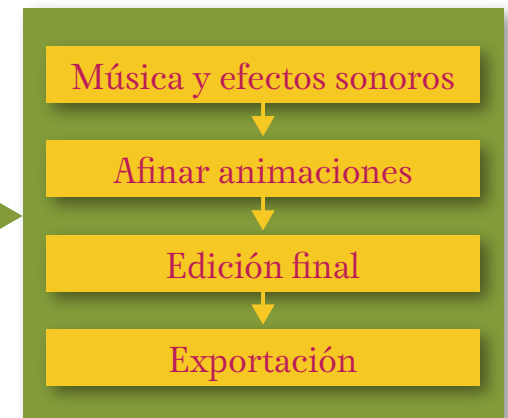 Música y efectos sonoros
Afinar animaciones
Edición final
Exportación